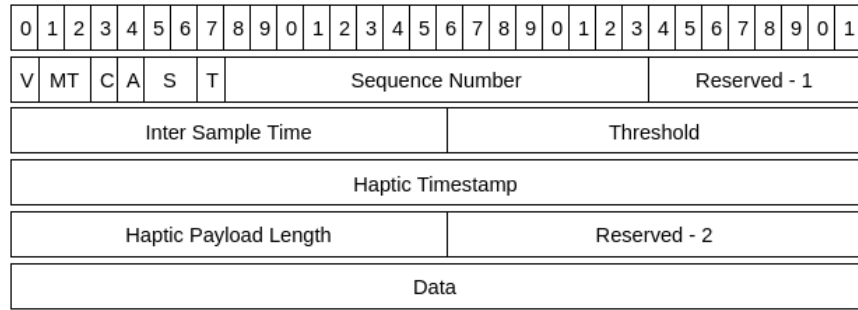 0 1 2 3 4 5 6 7 8 9 0 1 2 3 4 5 6 7 8 9 0 1 2 3 4 5 6 7 8 9 0 1
V MT C A S T Sequence Number Reserved - 1
Inter Sample Time Threshold
Haptic Timestamp
Haptic Payload Length Reserved - 2
Data